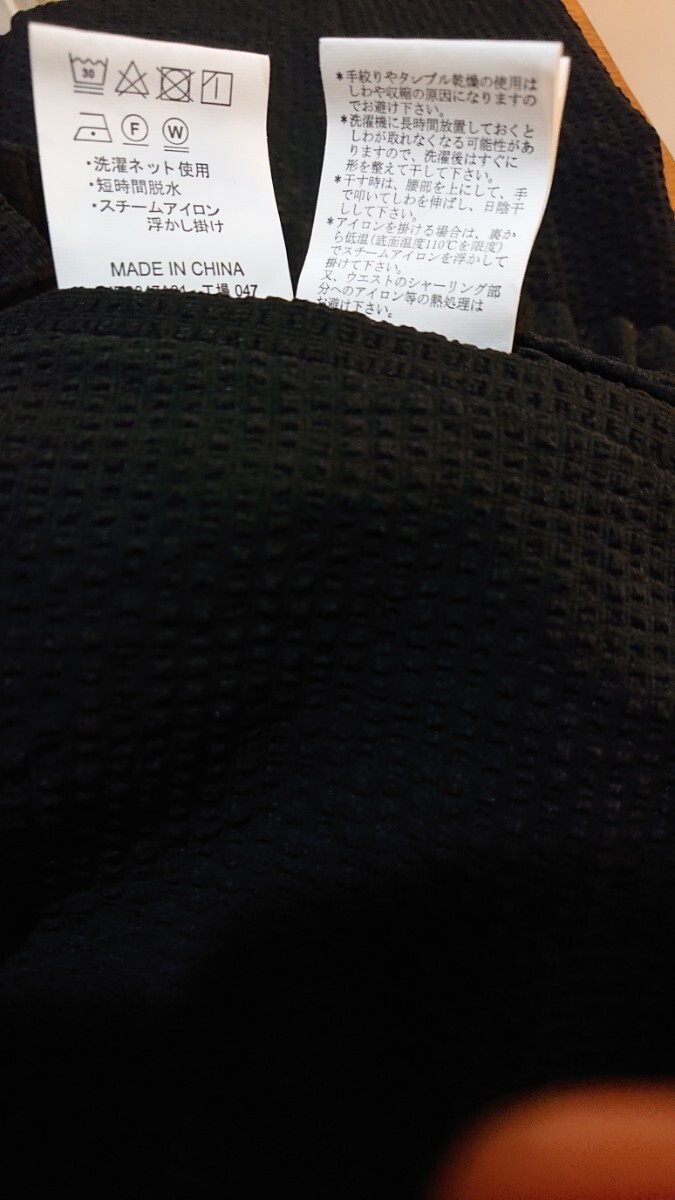 30
F W
・洗濯ネット使用
・短時間脱水
・スチームアイロン
浮かし掛け
MADE IN CHINA
工場 047
*手絞りやタンブル乾燥の使用は
しわや収縮の原因になりますの
でお避け下さい。
*洗濯機に長時間放置しておくと
しわが取れなくなる可能性があ
りますので、洗濯後はすぐに
形を整えて干して下さい。
*干す時は、腰部を上にして、手
で叩いてしわを伸ばし、日陰干
しして下さい。
*アイロンを掛ける場合は、裏か
ら低温(底面温度110℃を限度)
でスチームアイロンを浮かして
掛けて下さい。
又、ウエストのシャーリング部
分へのアイロン等の熱処理は
お避け下さい。